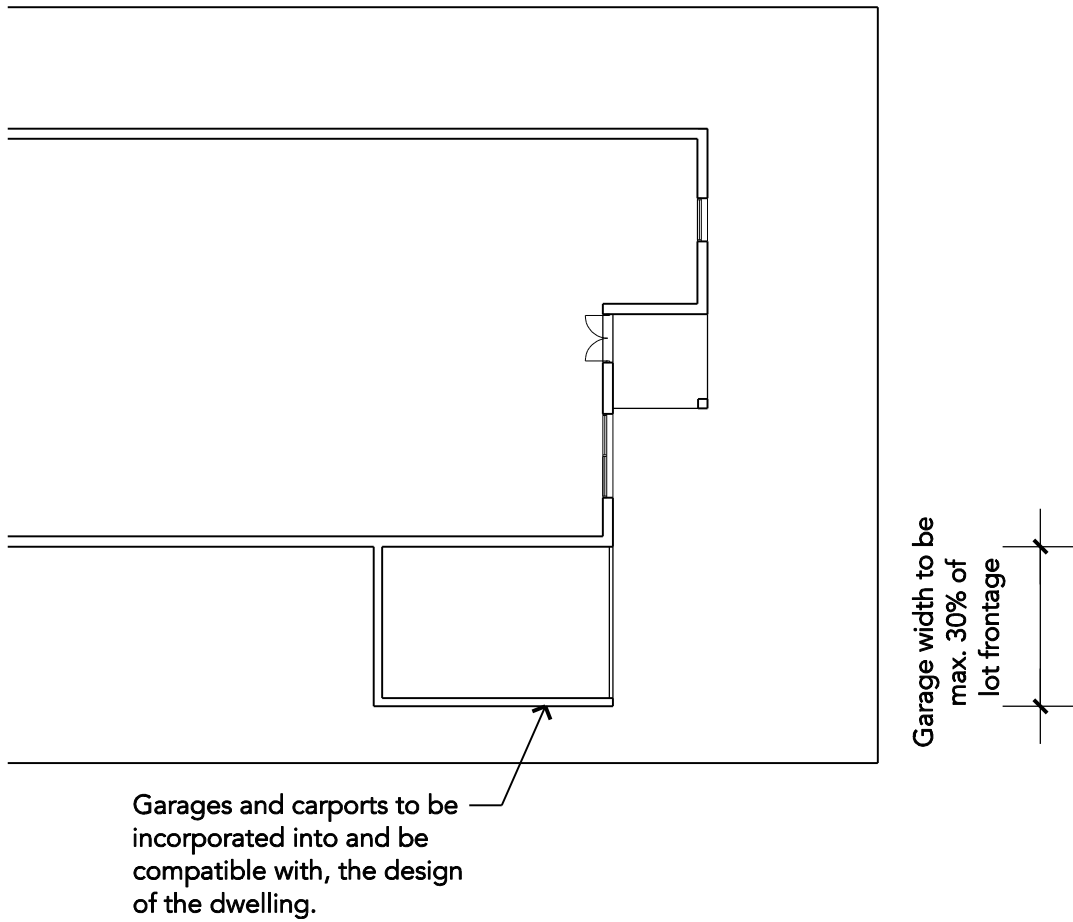 Garage width to be
max. 30% of
lot frontage
Garages and carports to be
incorporated into and be
compatible with, the design
of the dwelling.